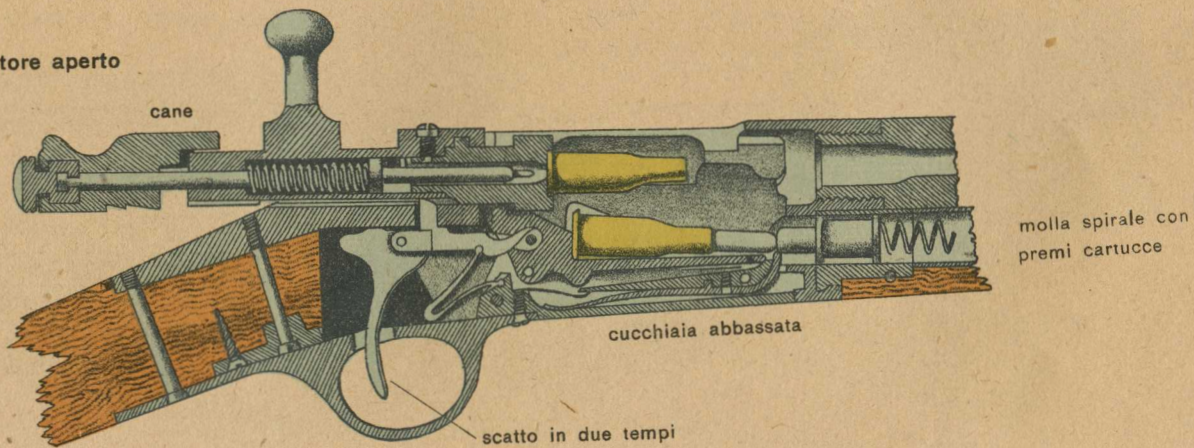 tore aperto
cane
molla spirale con
premi cartucce
cucchiaia abbassata
scatto in due tempi